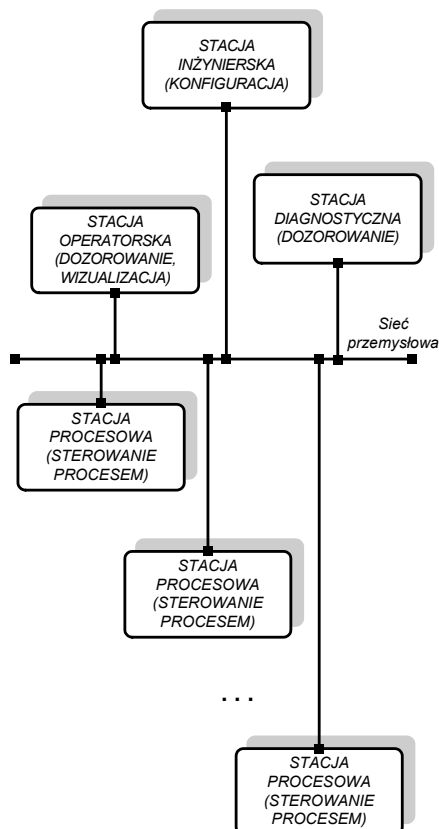 STACJA
INŻYNIERSKA
(KONFIGURACJA)
STACJA
DIAGNOSTYCZNA
(DOZOROWANIE)
STACJA
OPERATORSKA
(DOZOROWANIE,
WIZUALIZACJA)
Sieć
przemysłowa
STACJA
PROCESOWA
(STEROWANIE
PROCESEM)
STACJA
PROCESOWA
(STEROWANIE
PROCESEM)
...
STACJA
PROCESOWA
(STEROWANIE
PROCESEM)